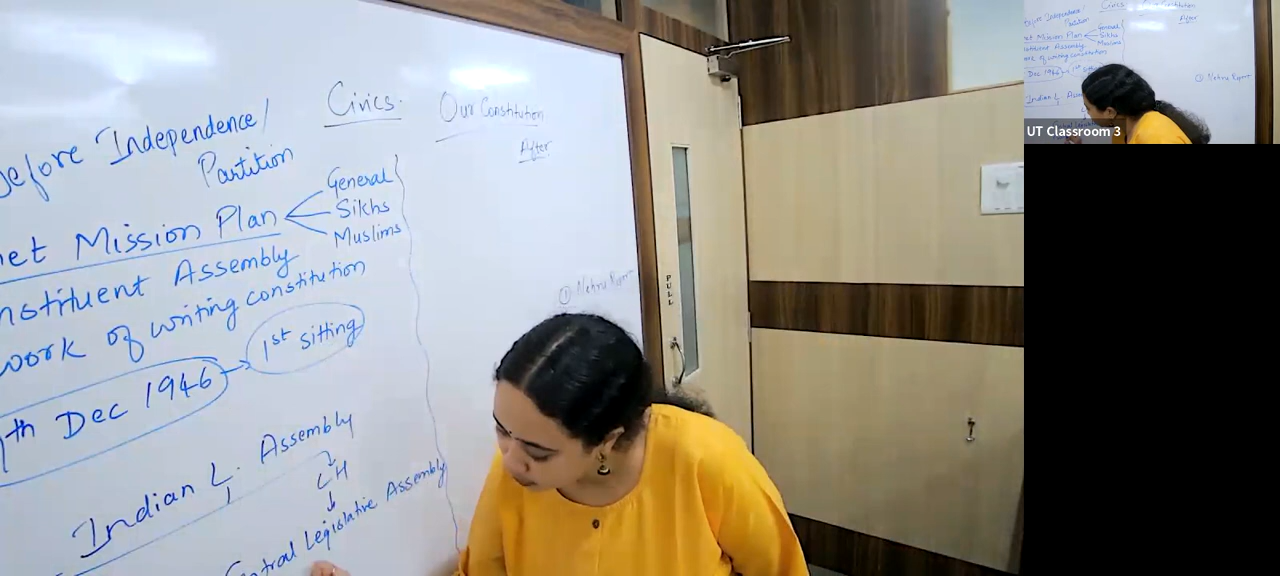 Civics. Our Constitution
Before Independence/
Partition
After
General
Mission Plan
Sikhs
Muslims
Assembly
work of writing constitution
① Nehru Report
1st sitting
Dec 1946
Indian L. Assembly
LH
Central Legislative Assembly
PULL
UT Classroom 3